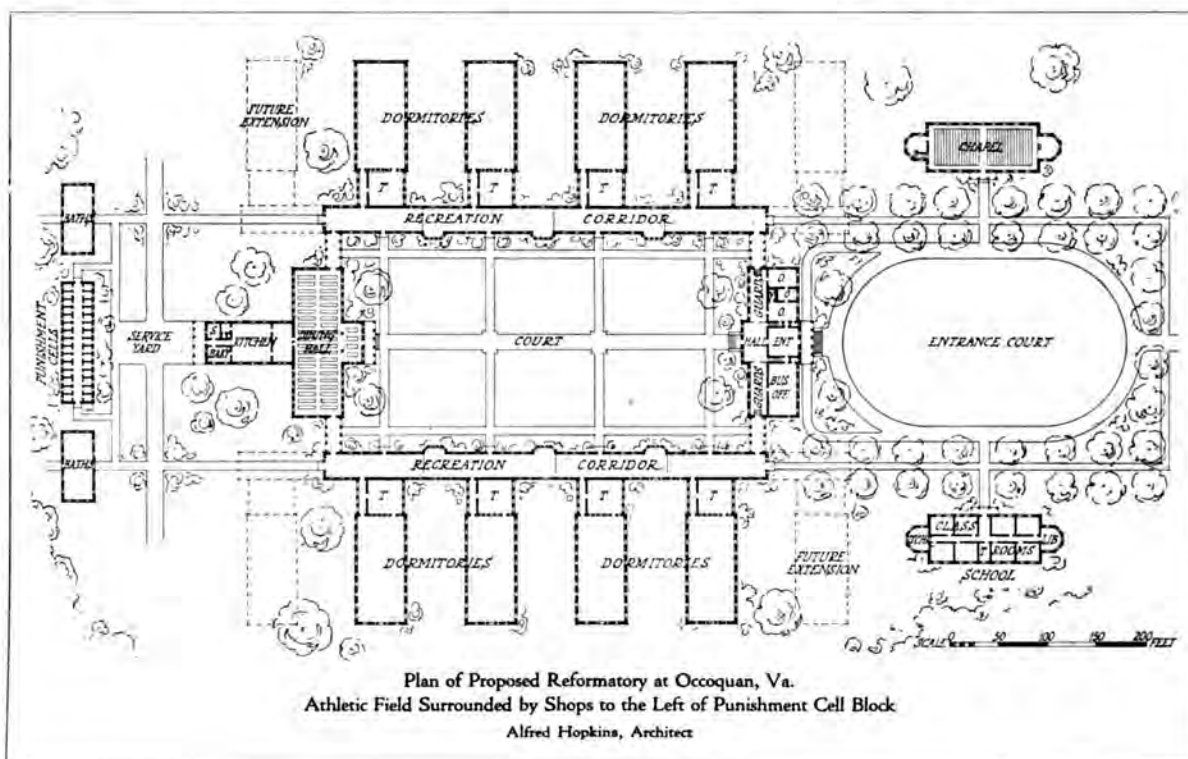 FUTURE
EXTENSION
DORMITORIES
DORMITORIES
CHAPEL
T
T
T
T
BATHS
RECREATION
CORRIDOR
PUNISHMENT
CELLS
SERVICE
YARD
S
BAKY
KITCHEN
DINING
HALL
COURT
GUARDS
O
O
O
HALL
ENT
GUARDS
BUS
OFF
ENTRANCE COURT
BATHS
RECREATION
CORRIDOR
T
T
T
T
DORMITORIES
DORMITORIES
FUTURE
EXTENSION
CLASS
T ROOMS
LIB
SCHOOL
SCALE 0 50 100 150 200 FEET
Plan of Proposed Reformatory at Occoquan, Va.
Athletic Field Surrounded by Shops to the Left of Punishment Cell Block
Alfred Hopkins, Architect